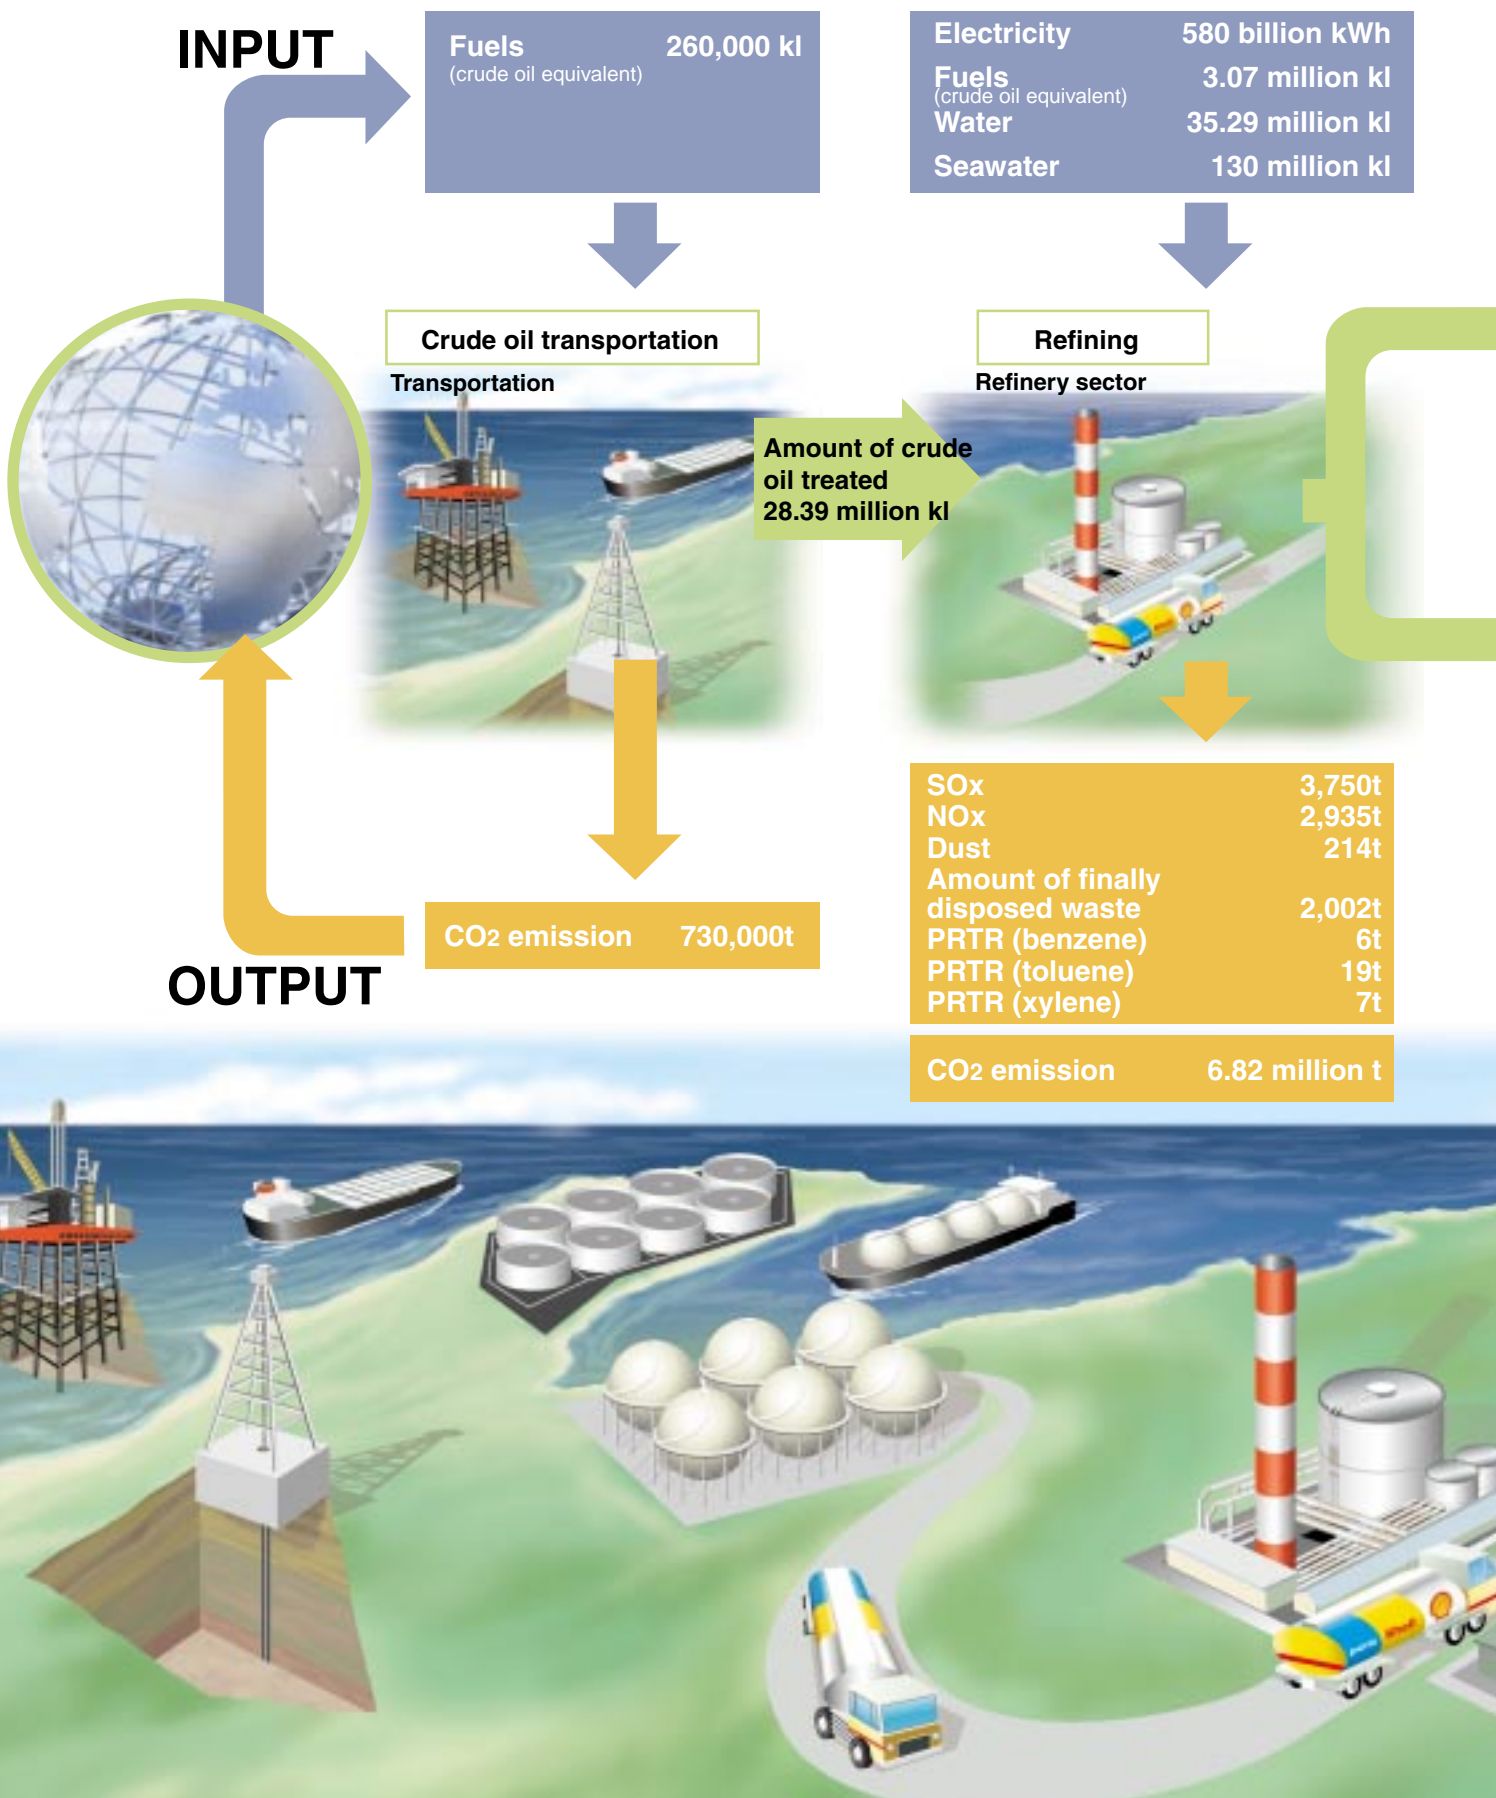 INPUT
Fuels 260,000 kl
(crude oil equivalent)
Electricity 580 billion kWh
Fuels 3.07 million kl
(crude oil equivalent)
Water 35.29 million kl
Seawater 130 million kl
Crude oil transportation
Transportation
Refining
Refinery sector
Amount of crude
oil treated
28.39 million kl
SOx 3,750t
NOx 2,935t
Dust 214t
Amount of finally
disposed waste 2,002t
PRTR (benzene) 6t
PRTR (toluene) 19t
PRTR (xylene) 7t
CO2 emission 730,000t
OUTPUT
CO2 emission 6.82 million t